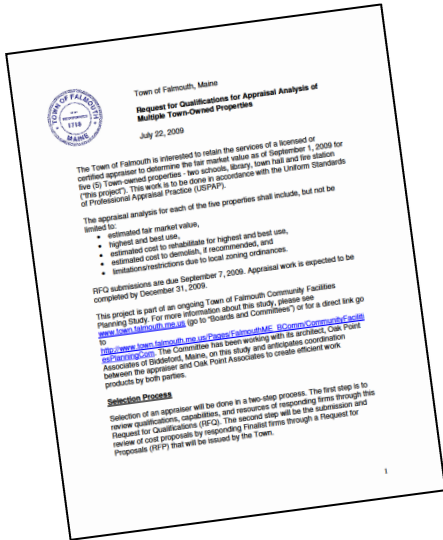 TOWN OF FALMOUTH
INCORPORATED
1718
MAINE
Town of Falmouth, Maine
Request for Qualifications for Appraisal Analysis of
Multiple Town-Owned Properties
July 22, 2009
The Town of Falmouth is interested to retain the services of a licensed or
certified appraiser to determine the fair market value as of September 1, 2009 for
five (5) Town-owned properties - two schools, library, town hall and fire station
("this project"). This work is to be done in accordance with the Uniform Standards
of Professional Appraisal Practice (USPAP).
The appraisal analysis for each of the five properties shall include, but not be
limited to:
• estimated fair market value,
• highest and best use,
• estimated cost to rehabilitate for highest and best use,
• estimated cost to demolish, if recommended, and
• limitations/restrictions due to local zoning ordinances.
RFQ submissions are due September 7, 2009. Appraisal work is expected to be
completed by December 31, 2009.
This project is part of an ongoing Town of Falmouth Community Facilities
Planning Study. For more information about this study, please see
www.town.falmouth.me.us (go to "Boards and Committees") or for a direct link go
to
http://www.town.falmouth.me.us/Pages/FalmouthME_BComm/CommunityFaciliti
esPlanningCom. The Committee has been working with its architect, Oak Point
Associates of Biddeford, Maine, on this study and anticipates coordination
between the appraiser and Oak Point Associates to create efficient work
products by both parties.
Selection Process
Selection of an appraiser will be done in a two-step process. The first step is to
review qualifications, capabilities, and resources of responding firms through this
Request for Qualifications (RFQ). The second step will be the submission and
review of cost proposals by responding Finalist firms through a Request for
Proposals (RFP) that will be issued by the Town.
1